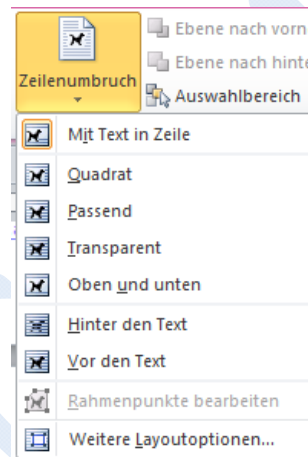 Ebene nach vorn
Ebene nach hinte
Zeilenumbruch
Auswahlbereich
Mit Text in Zeile
Quadrat
Passend
Transparent
Oben und unten
Hinter den Text
Vor den Text
Rahmenpunkte bearbeiten
Weitere Layoutoptionen...